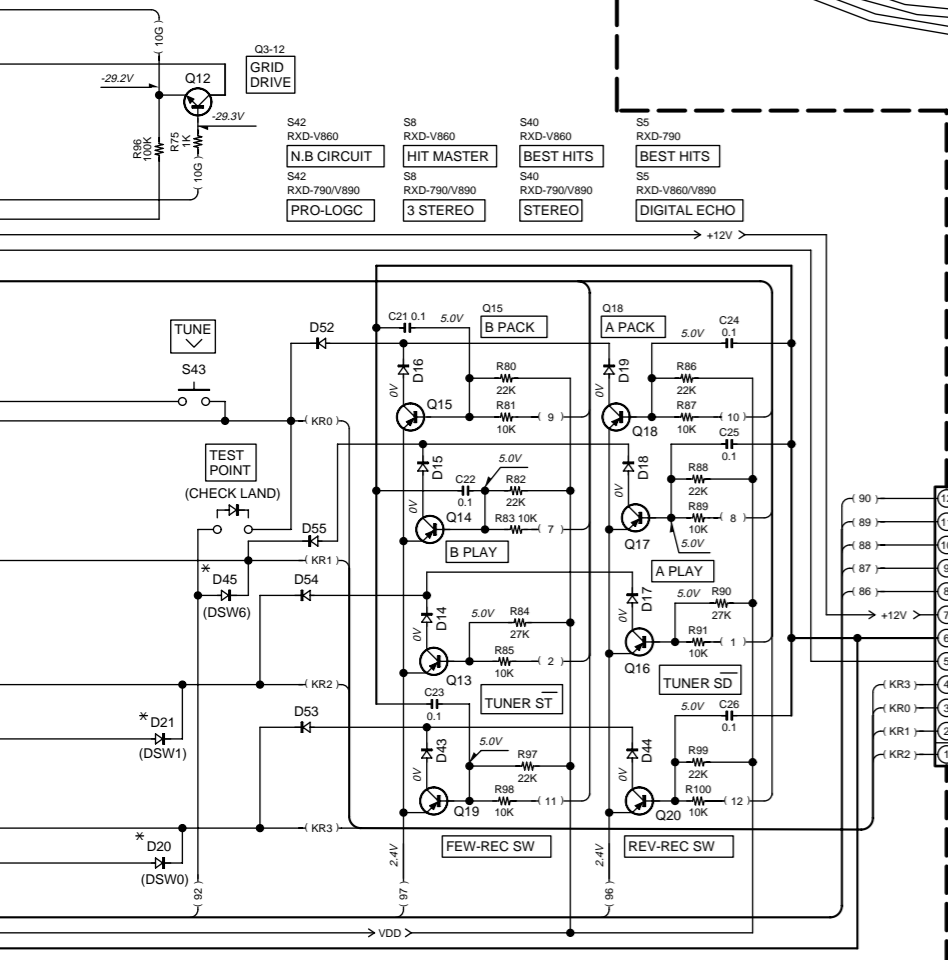 ( 10G )
Q3-12
GRID
DRIVE
-29.2V
Q12
-29.3V
R96
100K
R75
1K
( 10G )
S42
RXD-V860
N.B CIRCUIT
S42
RXD-790/V890
PRO-LOGC
S8
RXD-V860
HIT MASTER
S8
RXD-790/V890
3 STEREO
S40
RXD-V860
BEST HITS
S40
RXD-790/V890
STEREO
S5
RXD-790
BEST HITS
S5
RXD-V860/V890
DIGITAL ECHO
+12V
TUNE
S43
D52
C21 0.1
5.0V
Q15
B PACK
Q18
A PACK
5.0V
C24
0.1
D16
0V
R80
22K
Q15
R81
10K
( 9 )
D19
0V
R86
22K
Q18
R87
10K
( 10 )
C25
0.1
( KR0 )
TEST
POINT
(CHECK LAND)
D15
0V
5.0V
C22
0.1
R82
22K
Q14
R83 10K
( 7 )
B PLAY
D18
0V
R88
22K
R89
10K
( 8 )
Q17
5.0V
A PLAY
D55
( KR1 )
*
D45
(DSW6)
D54
D14
0V
5.0V
R84
27K
R85
10K
( 2 )
Q13
TUNER ST
D17
0V
5.0V
R90
27K
R91
10K
( 1 )
Q16
TUNER SD
( KR2 )
*
D21
(DSW1)
D53
C23
0.1
D43
0V
5.0V
R97
22K
Q19
R98
10K
( 11 )
FEW-REC SW
5.0V
C26
0.1
D44
0V
R99
22K
R100
10K
( 12 )
Q20
REV-REC SW
( KR3 )
*
D20
(DSW0)
( 92 )
2.4V
( 97 )
2.4V
( 96 )
VDD
( 90 )
( 89 )
( 88 )
( 87 )
( 86 )
+12V
( KR3 )
( KR0 )
( KR1 )
( KR2 )
9
8
7
6
5
4
3
2
1